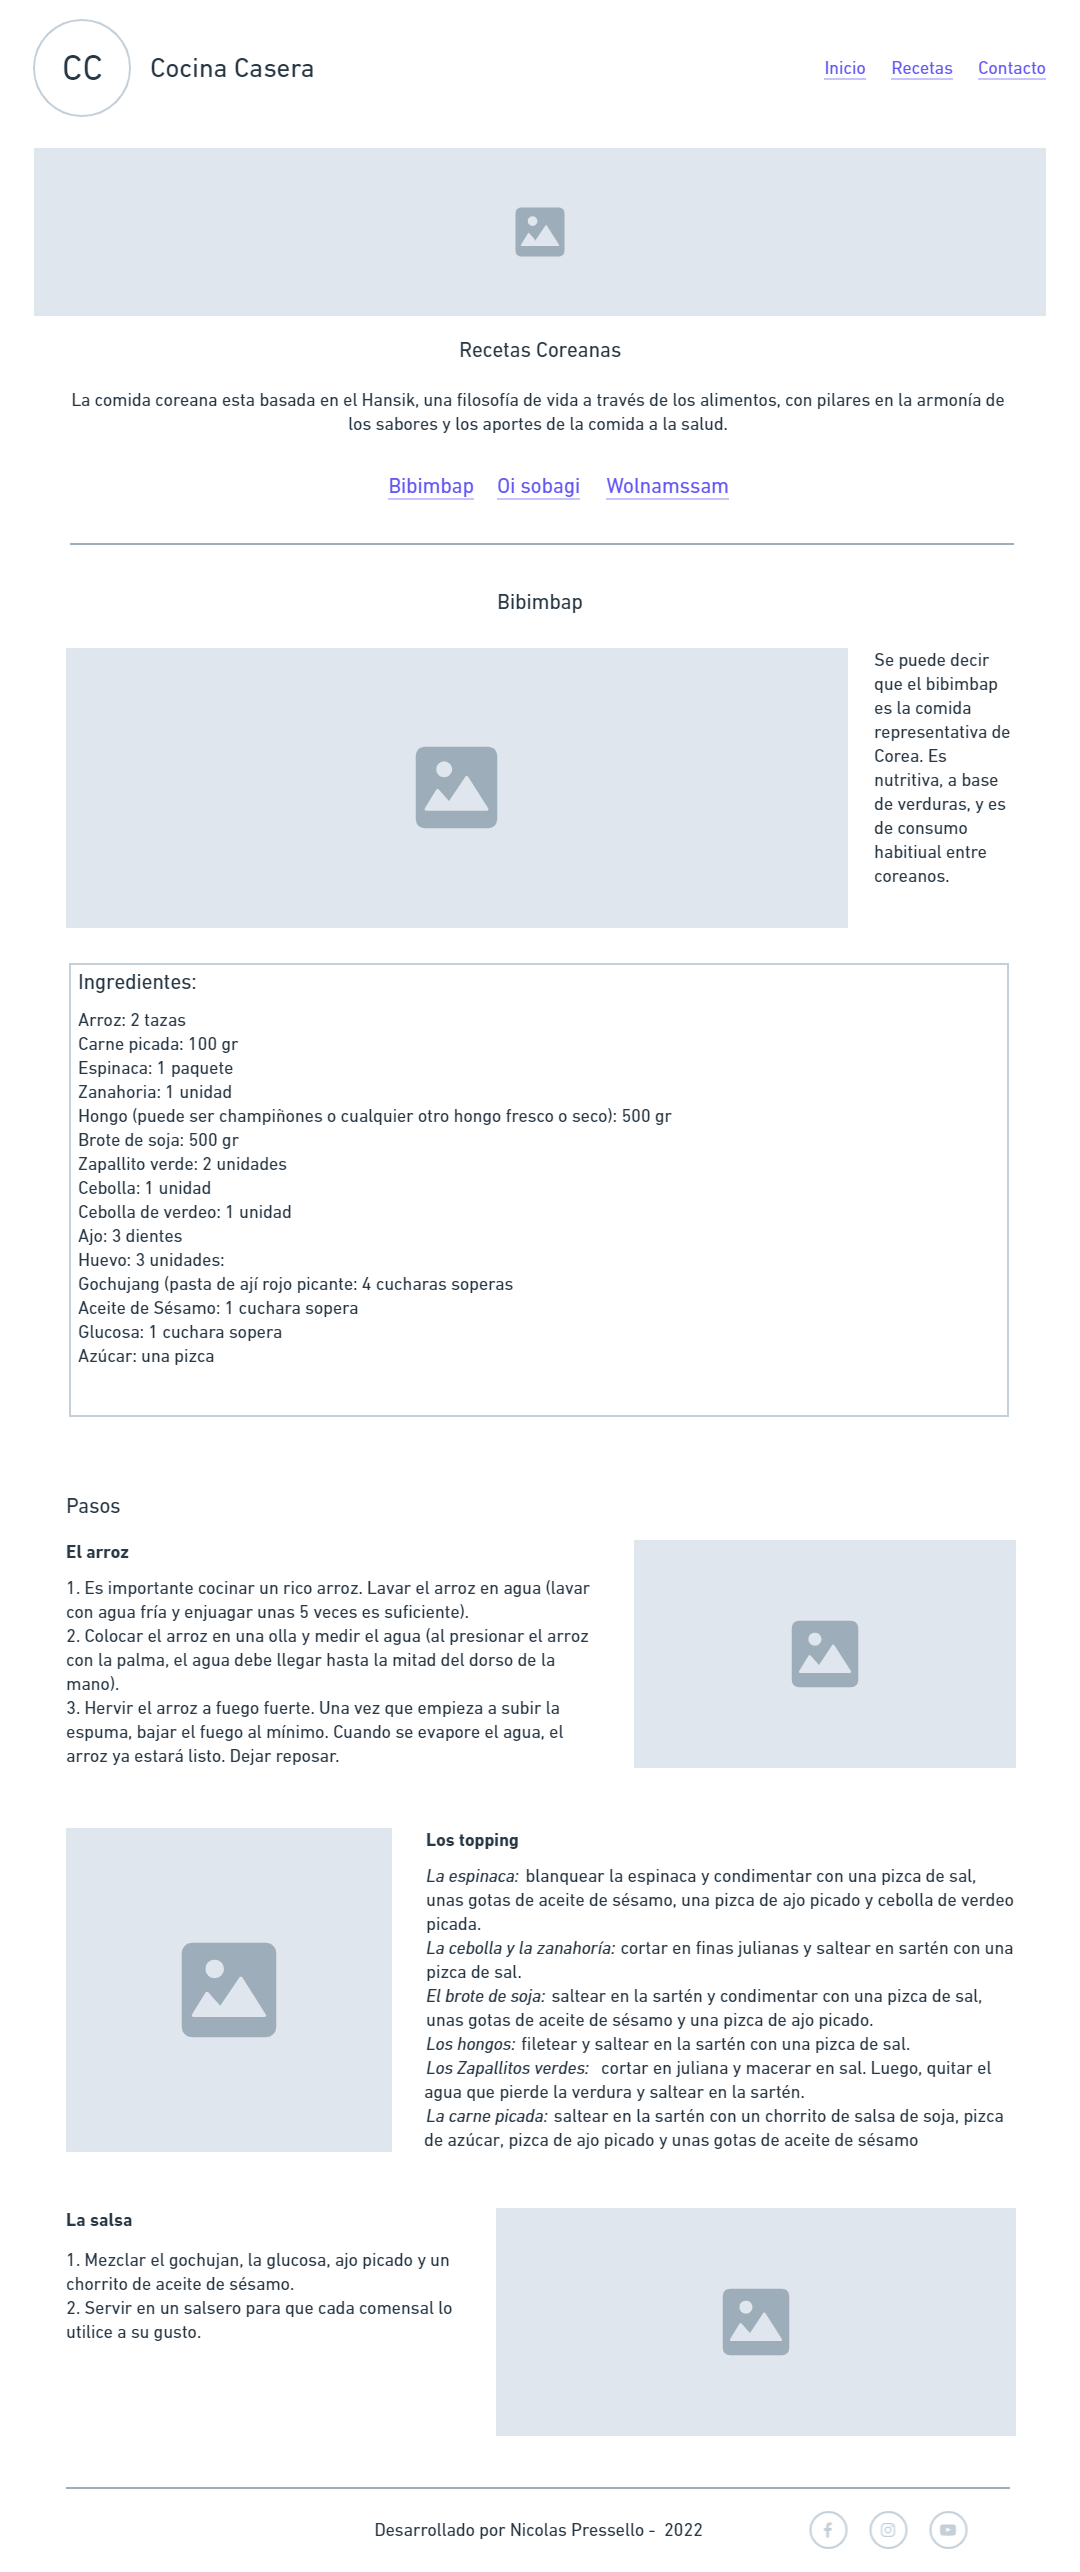 CC
Cocina Casera
Inicio Recetas Contacto
Recetas Coreanas
La comida coreana esta basada en el Hansik, una filosofía de vida a través de los alimentos, con pilares en la armonía de
los sabores y los aportes de la comida a la salud.
Bibimbap Oi sobagi Wolnamssam
Bibimbap
Se puede decir
que el bibimbap
es la comida
representativa de
Corea. Es
nutritiva, a base
de verduras, y es
de consumo
habitiual entre
coreanos.
Ingredientes:
Arroz: 2 tazas
Carne picada: 100 gr
Espinaca: 1 paquete
Zanahoria: 1 unidad
Hongo (puede ser champiñones o cualquier otro hongo fresco o seco): 500 gr
Brote de soja: 500 gr
Zapallito verde: 2 unidades
Cebolla: 1 unidad
Cebolla de verdeo: 1 unidad
Ajo: 3 dientes
Huevo: 3 unidades:
Gochujang (pasta de ají rojo picante: 4 cucharas soperas
Aceite de Sésamo: 1 cuchara sopera
Glucosa: 1 cuchara sopera
Azúcar: una pizca
Pasos
El arroz
1. Es importante cocinar un rico arroz. Lavar el arroz en agua (lavar
con agua fría y enjuagar unas 5 veces es suficiente).
2. Colocar el arroz en una olla y medir el agua (al presionar el arroz
con la palma, el agua debe llegar hasta la mitad del dorso de la
mano).
3. Hervir el arroz a fuego fuerte. Una vez que empieza a subir la
espuma, bajar el fuego al mínimo. Cuando se evapore el agua, el
arroz ya estará listo. Dejar reposar.
Los topping
La espinaca: blanquear la espinaca y condimentar con una pizca de sal,
unas gotas de aceite de sésamo, una pizca de ajo picado y cebolla de verdeo
picada.
La cebolla y la zanahoría: cortar en finas julianas y saltear en sartén con una
pizca de sal.
El brote de soja: saltear en la sartén y condimentar con una pizca de sal,
unas gotas de aceite de sésamo y una pizca de ajo picado.
Los hongos: filetear y saltear en la sartén con una pizca de sal.
Los Zapallitos verdes: cortar en juliana y macerar en sal. Luego, quitar el
agua que pierde la verdura y saltear en la sartén.
La carne picada: saltear en la sartén con un chorrito de salsa de soja, pizca
de azúcar, pizca de ajo picado y unas gotas de aceite de sésamo
La salsa
1. Mezclar el gochujan, la glucosa, ajo picado y un
chorrito de aceite de sésamo.
2. Servir en un salsero para que cada comensal lo
utilice a su gusto.
Desarrollado por Nicolas Pressello - 2022